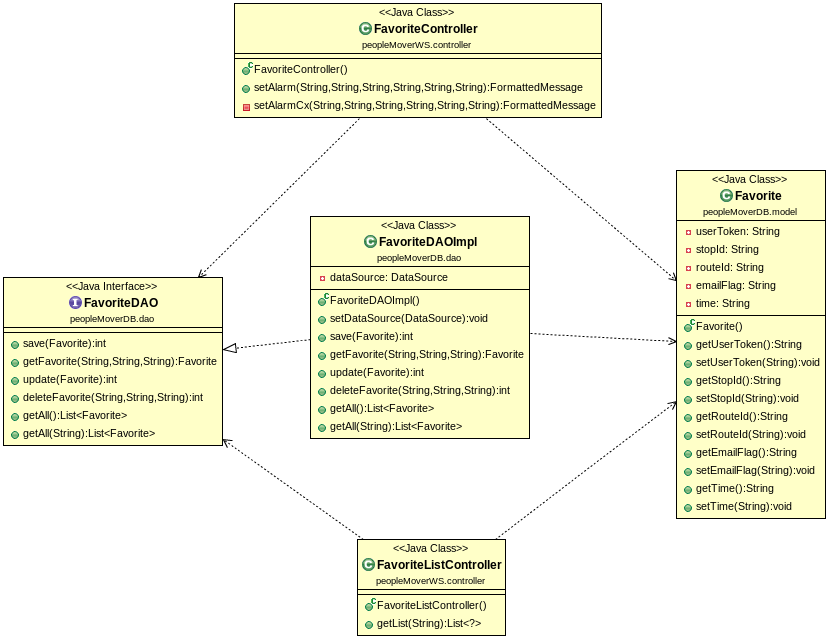 <<Java Class>>
FavoriteController
peopleMoverWS.controller
FavoriteController()
setAlarm(String,String,String,String,String,String):FormattedMessage
setAlarmCx(String,String,String,String,String,String):FormattedMessage
<<Java Class>>
Favorite
peopleMoverDB.model
userToken: String
stopId: String
routeId: String
emailFlag: String
time: String
Favorite()
getUserToken():String
setUserToken(String):void
getStopId():String
setStopId(String):void
getRouteId():String
setRouteId(String):void
getEmailFlag():String
setEmailFlag(String):void
getTime():String
setTime(String):void
<<Java Class>>
FavoriteDAOImpl
peopleMoverDB.dao
dataSource: DataSource
FavoriteDAOImpl()
setDataSource(DataSource):void
save(Favorite):int
getFavorite(String,String,String):Favorite
update(Favorite):int
deleteFavorite(String,String,String):int
getAll():List<Favorite>
getAll(String):List<Favorite>
<<Java Interface>>
FavoriteDAO
peopleMoverDB.dao
save(Favorite):int
getFavorite(String,String,String):Favorite
update(Favorite):int
deleteFavorite(String,String,String):int
getAll():List<Favorite>
getAll(String):List<Favorite>
<<Java Class>>
FavoriteListController
peopleMoverWS.controller
FavoriteListController()
getList(String):List<?>